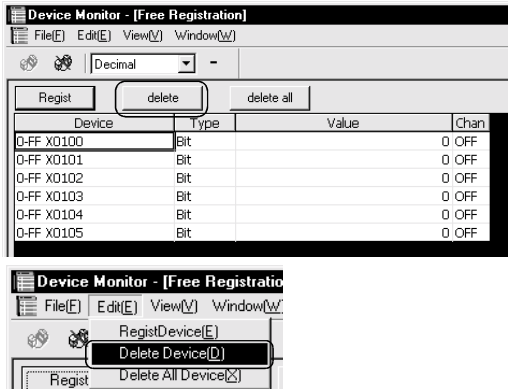 Device Monitor - [Free Registration]
File(F) Edit(E) View(V) Window(W)
Decimal
Regist delete delete all
Device Type Value Chan
0-FF X0100 Bit 0 OFF
0-FF X0101 Bit 0 OFF
0-FF X0102 Bit 0 OFF
0-FF X0103 Bit 0 OFF
0-FF X0104 Bit 0 OFF
0-FF X0105 Bit 0 OFF
Device Monitor - [Free Registratio
File(F) Edit(E) View(V) Window(W
RegistDevice(E)
Delete Device(D)
Regist Delete All Device(X)